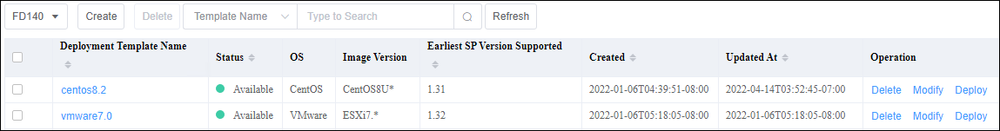 FD140 Create Delete Template Name Type to Search Refresh
Deployment Template Name Status OS Image Version Earliest SP Version Supported Created Updated At Operation
centos8.2 Available CentOS CentOS8U* 1.31 2022-01-06T04:39:51-08:00 2022-04-14T03:52:45-07:00 Delete Modify Deploy
vmware7.0 Available VMware ESXi7.* 1.32 2022-01-06T05:18:05-08:00 2022-01-06T05:18:05-08:00 Delete Modify Deploy